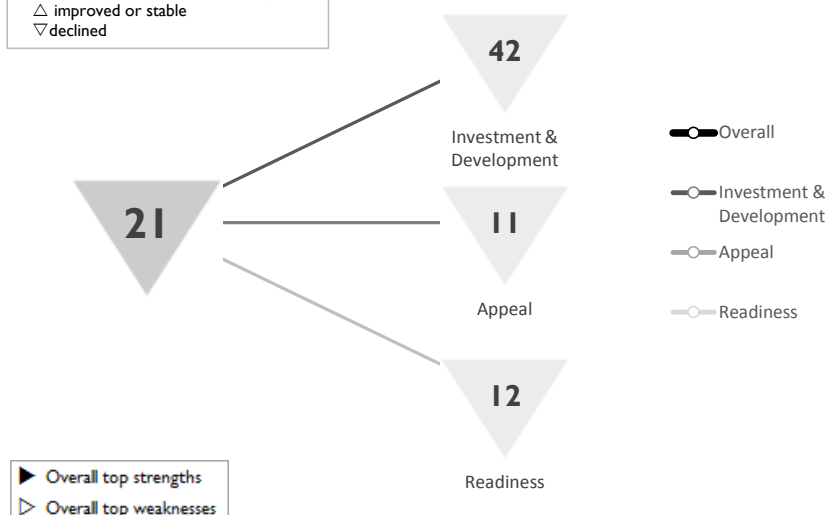 △ improved or stable
▽ declined
42
Investment &
Development
21
11
Appeal
12
Readiness
Overall
Investment &
Development
Appeal
Readiness
▶ Overall top strengths
▷ Overall top weaknesses